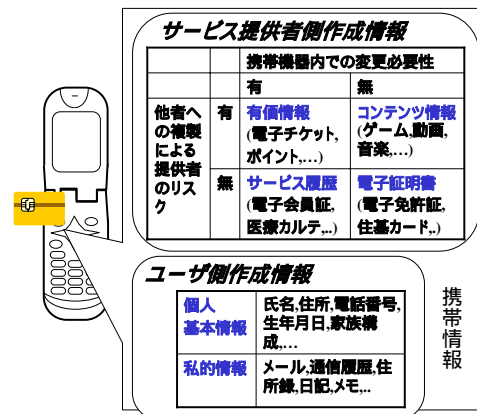 サービス提供者側作成情報
携帯機器内での変更必要性
有
無
他者へ
の複製
による
提供者
のリス
ク
有
有価情報
(電子チケット,
ポイント,...)
コンテンツ情報
(ゲーム,動画,
音楽,...)
無
サービス履歴
(電子会員証,
医療カルテ,..)
電子証明書
(電子免許証,
住基カード,.)
ユーザ側作成情報
個人
基本情報
氏名,住所,電話番号,
生年月日,家族構
成,...
私的情報
メール,通信履歴,住
所録,日記,メモ,..
携帯情報